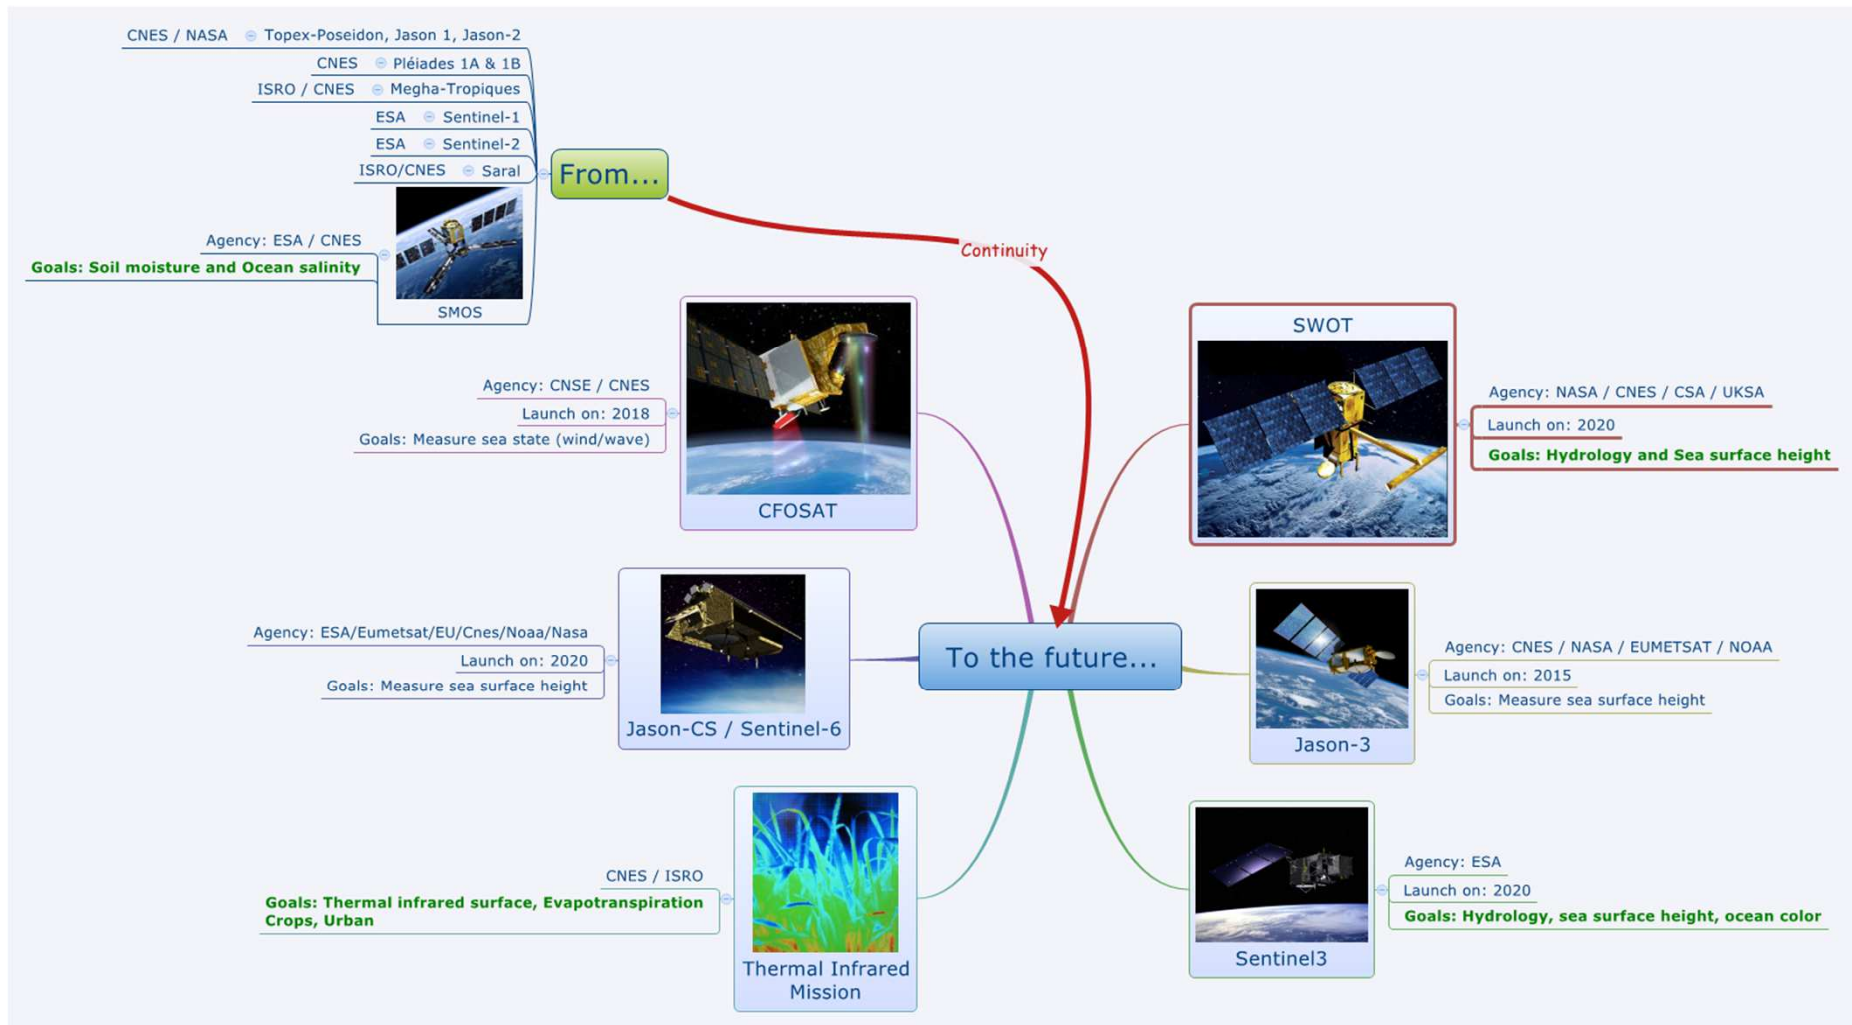 CNES / NASA Topex-Poseidon, Jason 1, Jason-2
CNES Pléiades 1A & 1B
ISRO / CNES Megha-Tropiques
ESA Sentinel-1
ESA Sentinel-2
ISRO/CNES Saral
From...
Agency: ESA / CNES
Goals: Soil moisture and Ocean salinity
SMOS
Continuity
Agency: CNSE / CNES
Launch on: 2018
Goals: Measure sea state (wind/wave)
CFOSAT
SWOT
Agency: NASA / CNES / CSA / UKSA
Launch on: 2020
Goals: Hydrology and Sea surface height
Agency: ESA/Eumetsat/EU/Cnes/Noaa/Nasa
Launch on: 2020
Goals: Measure sea surface height
Jason-CS / Sentinel-6
To the future...
Agency: CNES / NASA / EUMETSAT / NOAA
Launch on: 2015
Goals: Measure sea surface height
Jason-3
CNES / ISRO
Goals: Thermal infrared surface, Evapotranspiration
Crops, Urban
Thermal Infrared
Mission
Agency: ESA
Launch on: 2020
Goals: Hydrology, sea surface height, ocean color
Sentinel3